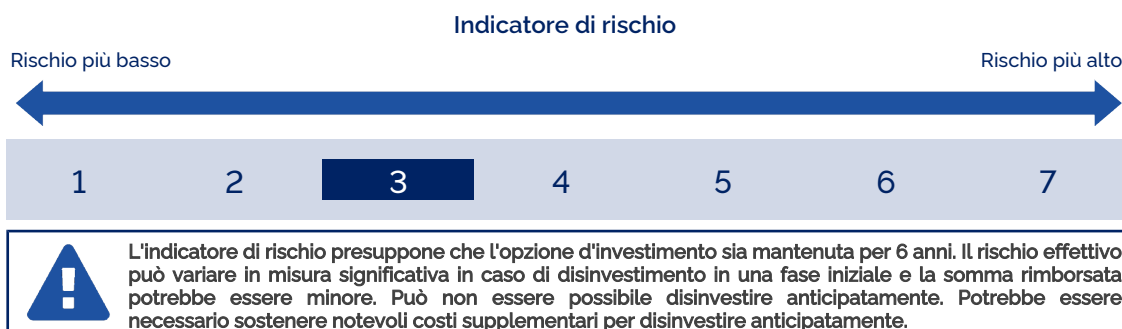 Indicatore di rischio
Rischio più basso
Rischio più alto
1 2 3 4 5 6 7
L'indicatore di rischio presuppone che l'opzione d'investimento sia mantenuta per 6 anni. Il rischio effettivo
può variare in misura significativa in caso di disinvestimento in una fase iniziale e la somma rimborsata
potrebbe essere minore. Può non essere possibile disinvestire anticipatamente. Potrebbe essere
necessario sostenere notevoli costi supplementari per disinvestire anticipatamente.